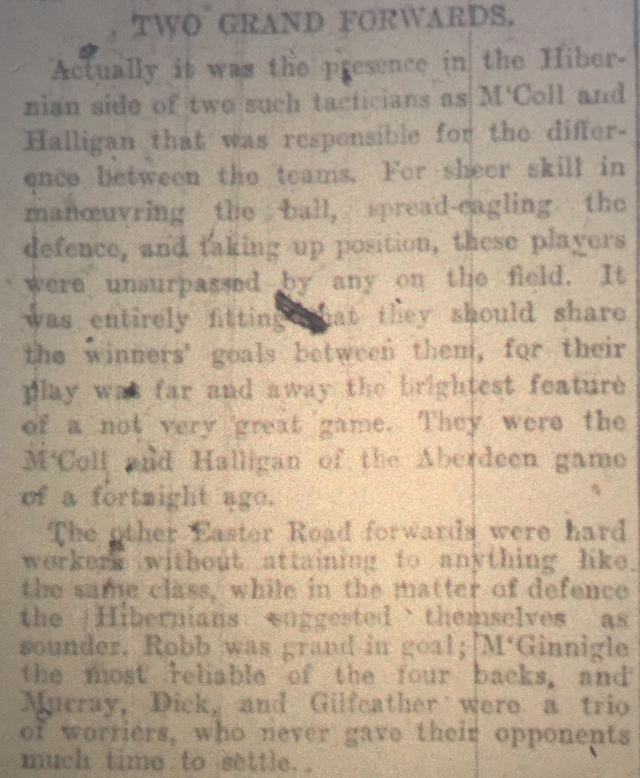 TWO GRAND FORWARDS.
Actually it was the presence in the Hiber-
nian side of two such tacticians as M'Coll and
Halligan that was responsible for the differ-
ence between the teams. For sheer skill in
manœuvring the ball, spread-eagling the
defence, and taking up position, these players
were unsurpassed by any on the field. It
was entirely fitting that they should share
the winners' goals between them, for their
play was far and away the brightest feature
of a not very great game. They were the
M'Coll and Halligan of the Aberdeen game
of a fortnight ago.
The other Easter Road forwards were hard
workers without attaining to anything like
the same class, while in the matter of defence
the Hibernians suggested themselves as
sounder. Robb was grand in goal; M'Ginnigle
the most reliable of the four backs, and
Murray, Dick, and Gilfeather were a trio
of worriers, who never gave their opponents
much time to settle.